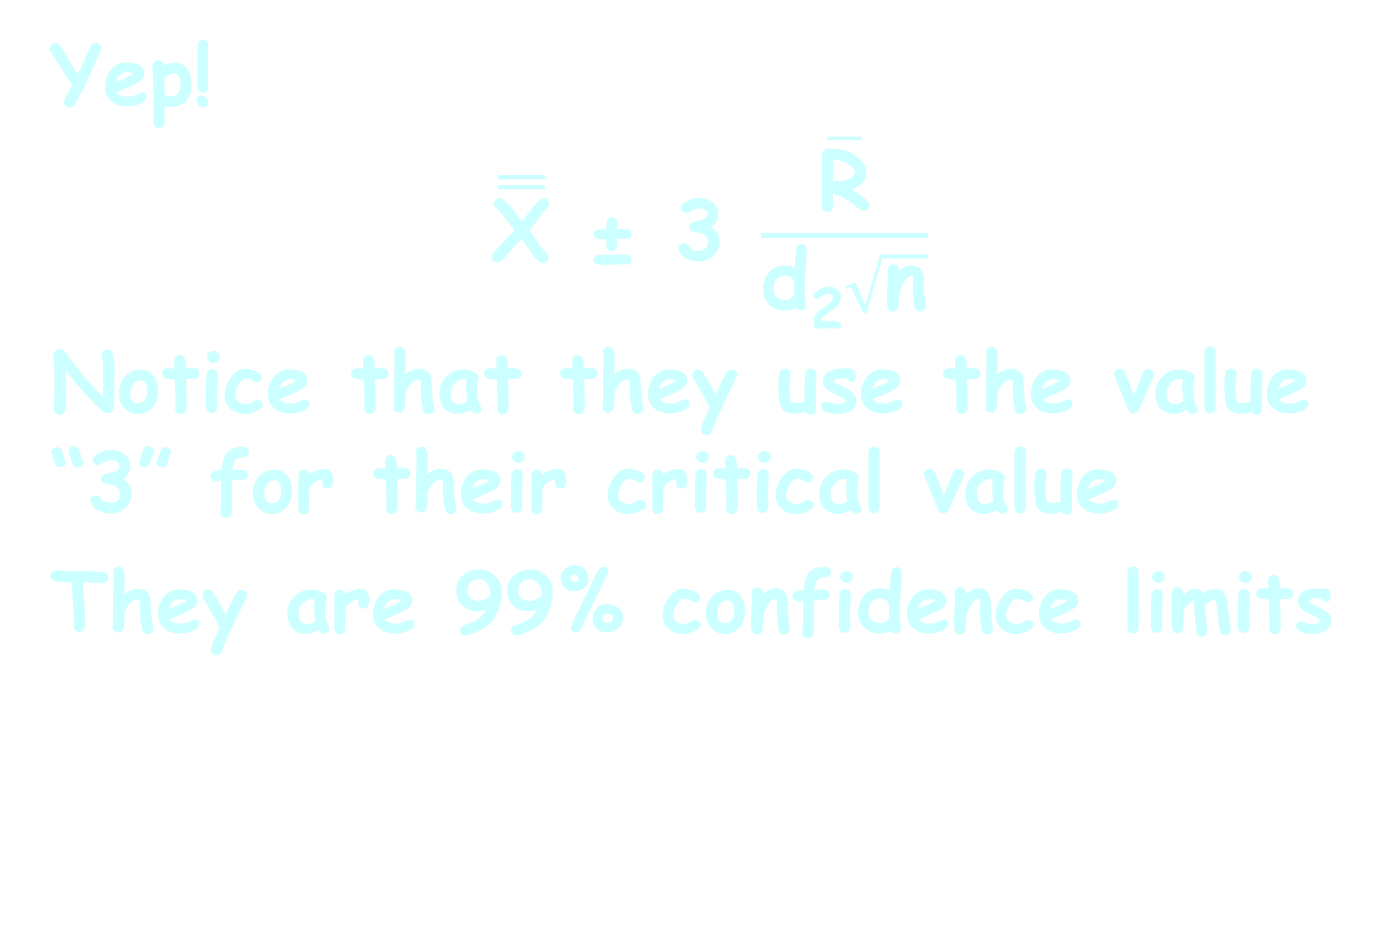 Yep!
X̿ ± 3 R̅
d₂√n
Notice that they use the value
“3” for their critical value
They are 99% confidence limits